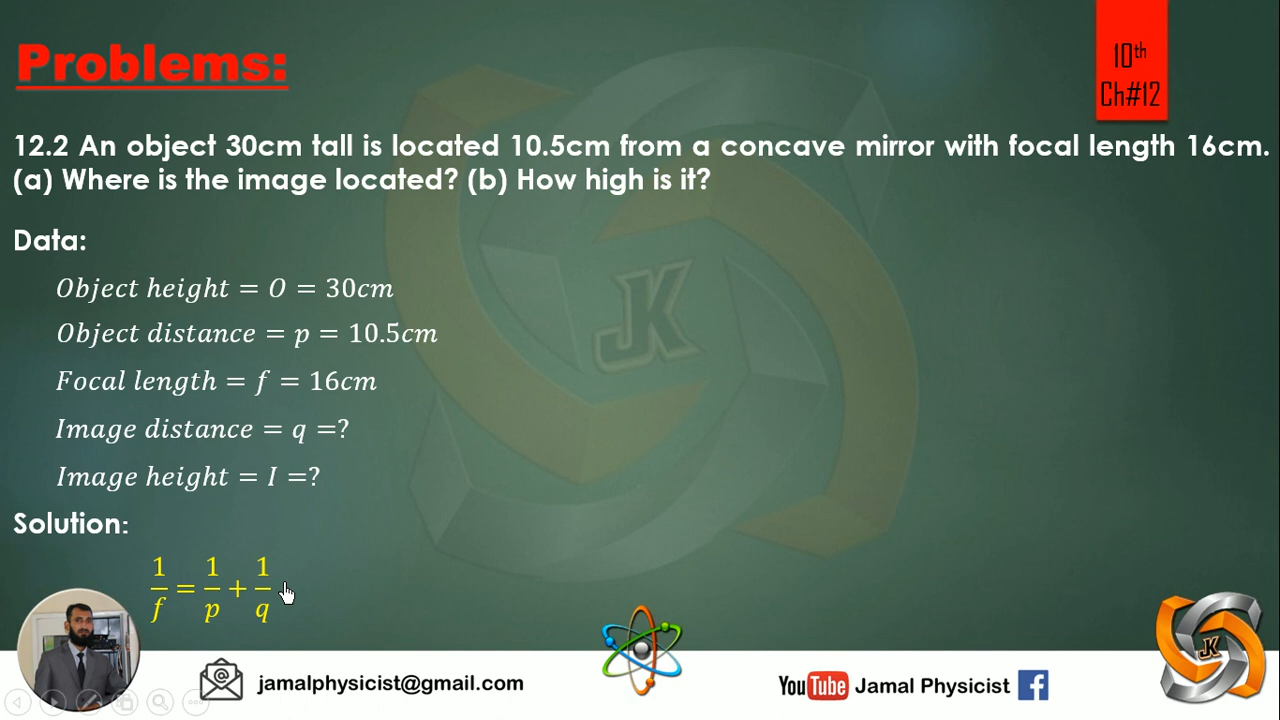 Problems:
10th
Ch#12
12.2 An object 30cm tall is located 10.5cm from a concave mirror with focal length 16cm.
(a) Where is the image located? (b) How high is it?
Data:
Object height = O = 30cm
Object distance = p = 10.5cm
Focal length = f = 16cm
Image distance = q =?
Image height = I =?
Solution:
1/f = 1/p + 1/q
JK
jamalphysicist@gmail.com
YouTube Jamal Physicist f
JK